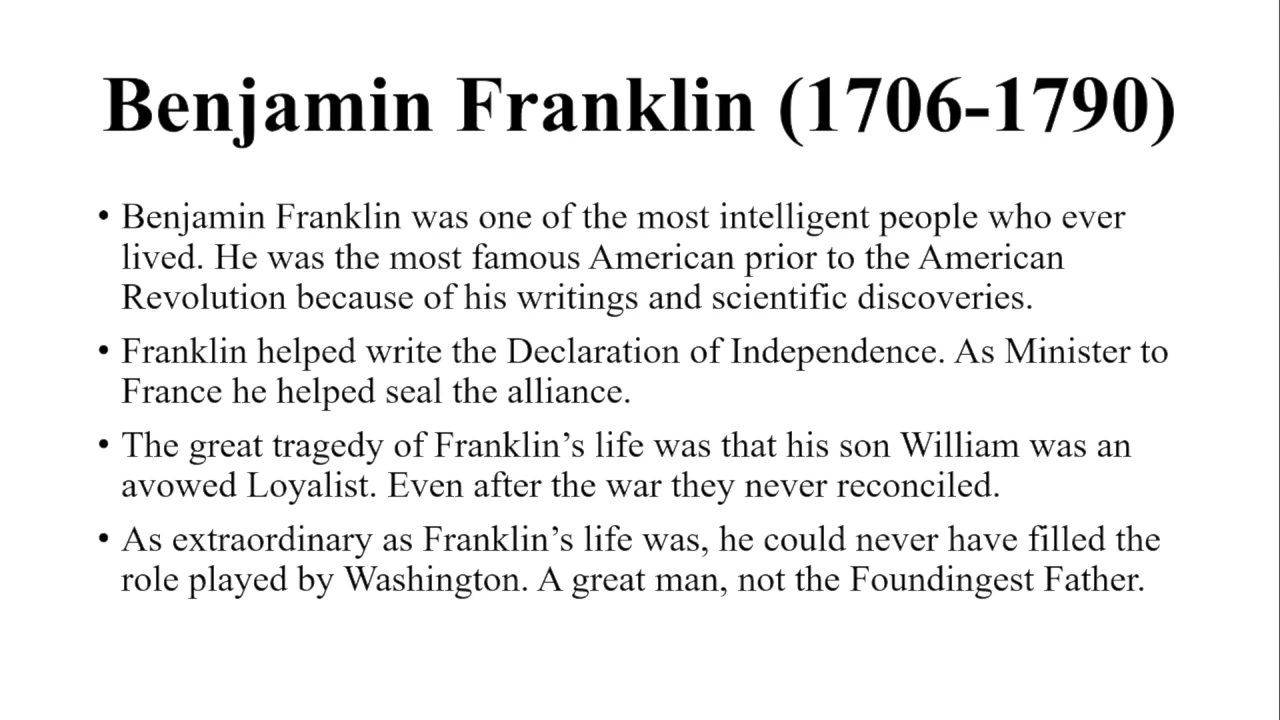 Benjamin Franklin (1706-1790)
• Benjamin Franklin was one of the most intelligent people who ever
lived. He was the most famous American prior to the American
Revolution because of his writings and scientific discoveries.
• Franklin helped write the Declaration of Independence. As Minister to
France he helped seal the alliance.
• The great tragedy of Franklin’s life was that his son William was an
avowed Loyalist. Even after the war they never reconciled.
• As extraordinary as Franklin’s life was, he could never have filled the
role played by Washington. A great man, not the Foundingest Father.